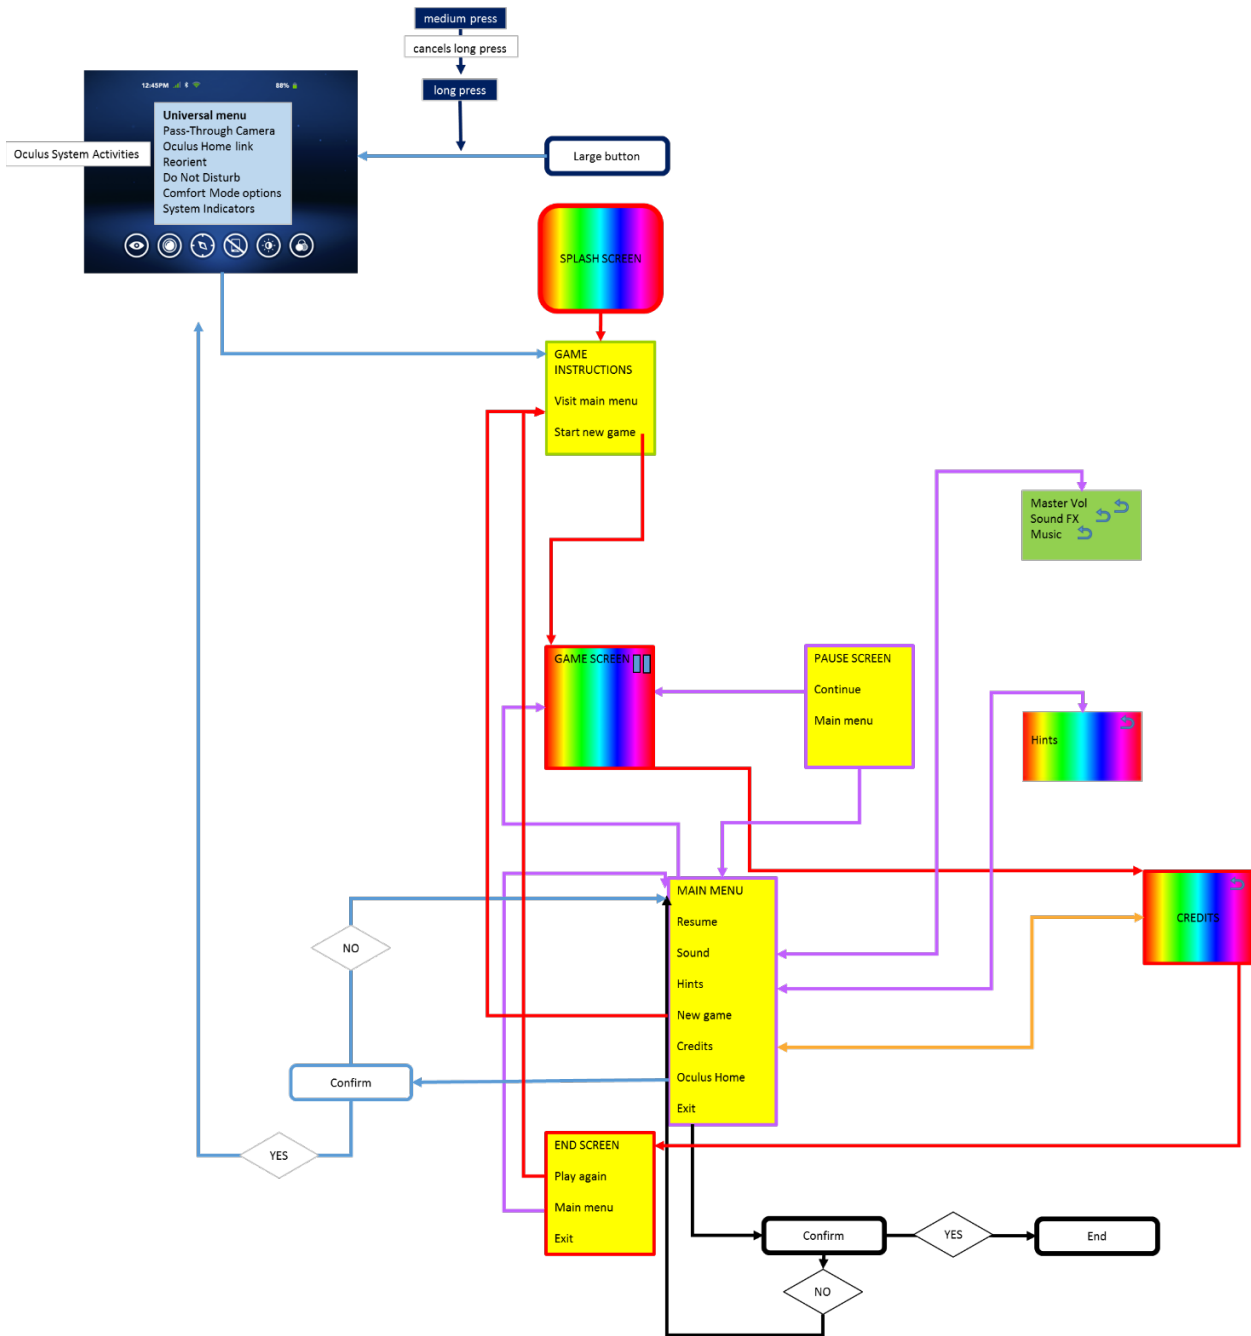 medium press
cancels long press
long press
12:45PM
88%
Universal menu
Pass-Through Camera
Oculus Home link
Reorient
Do Not Disturb
Comfort Mode options
System Indicators
Oculus System Activities
Large button
SPLASH SCREEN
GAME
INSTRUCTIONS
Visit main menu
Start new game
Master Vol
Sound FX
Music
GAME SCREEN
PAUSE SCREEN
Continue
Main menu
Hints
MAIN MENU
Resume
Sound
Hints
New game
Credits
Oculus Home
Exit
CREDITS
NO
Confirm
YES
END SCREEN
Play again
Main menu
Exit
Confirm
YES
End
NO